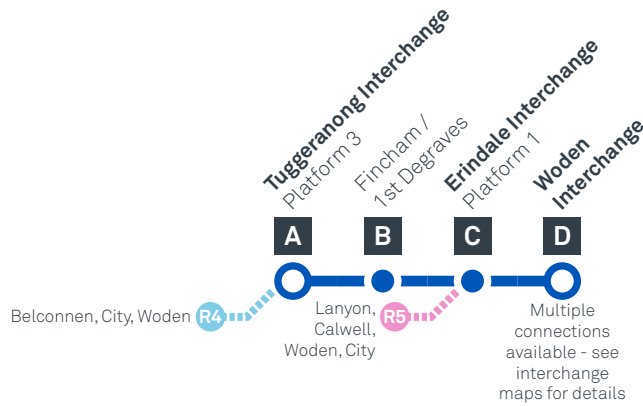 Tuggeranong Interchange
Platform 3
Fincham /
1st Degraves
Erindale Interchange
Platform 1
Woden
Interchange
A
B
C
D
Belconnen, City, Woden
R4
Lanyon,
Calwell,
Woden, City
R5
Multiple
connections
available - see
interchange
maps for details